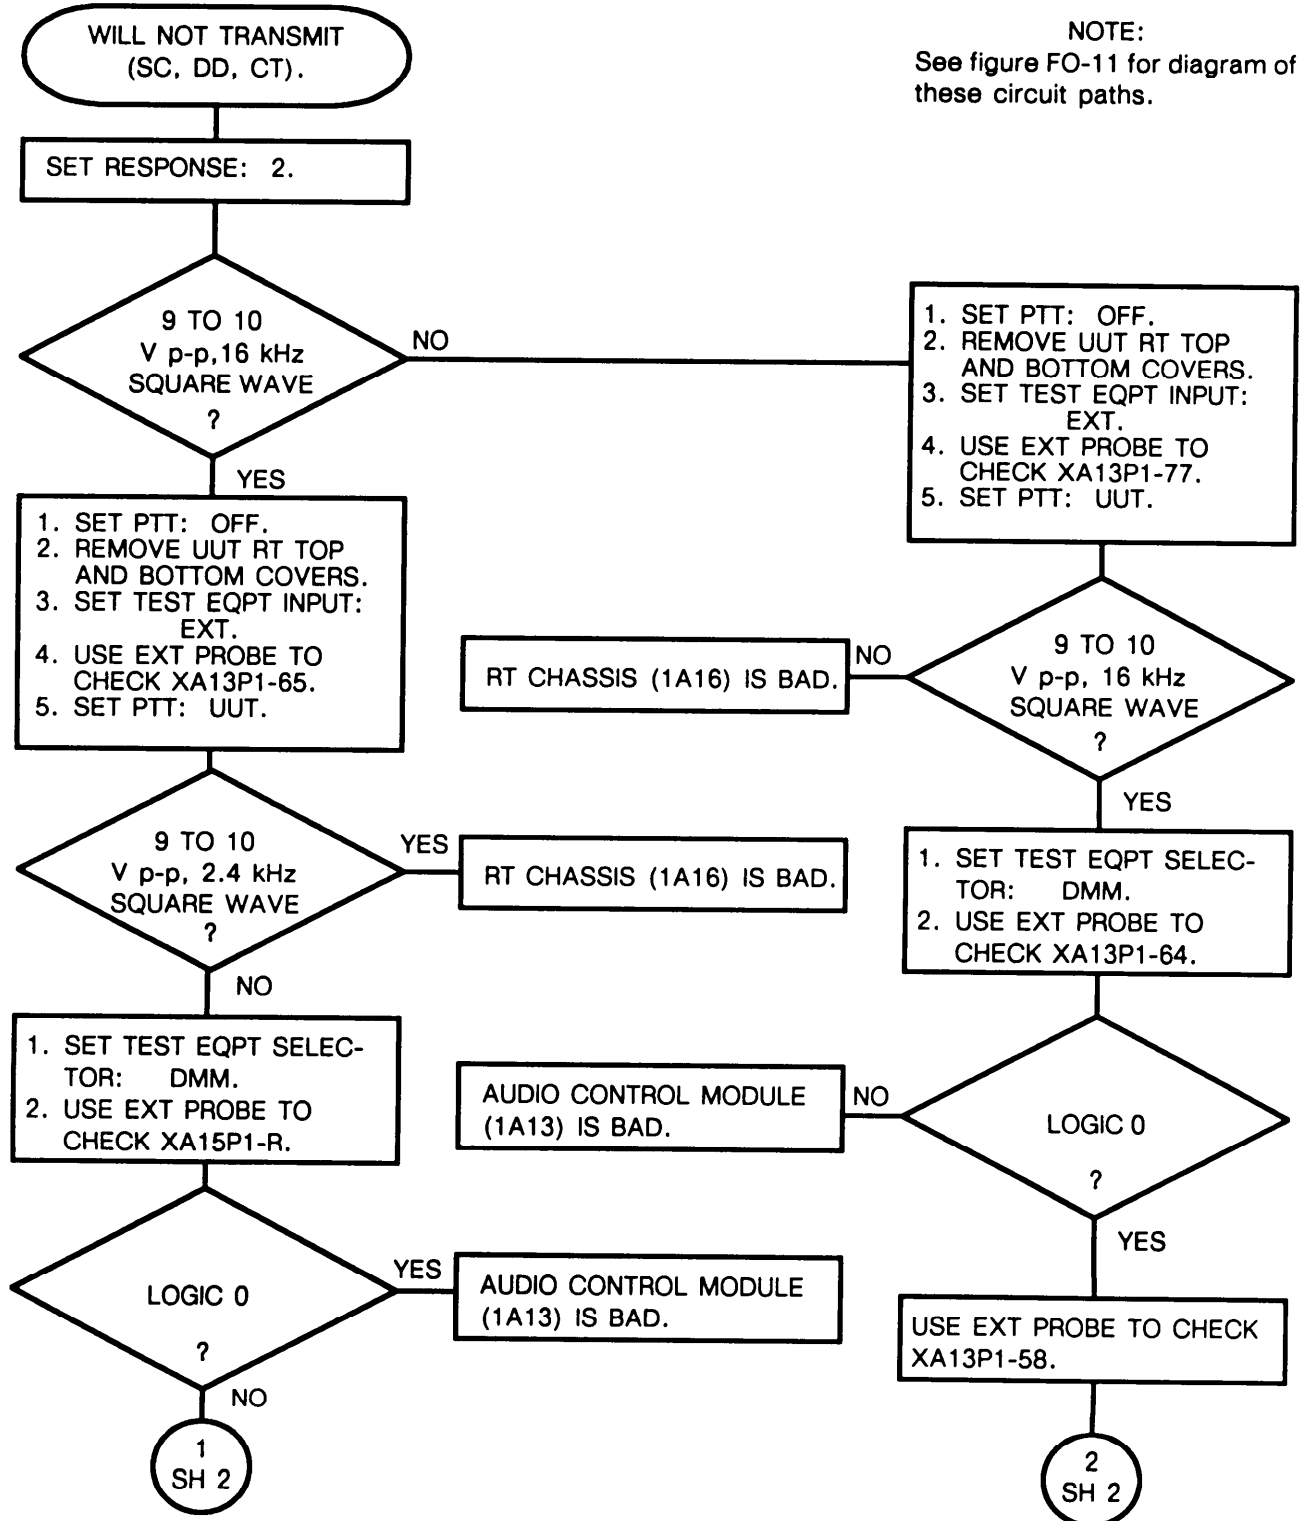 WILL NOT TRANSMIT
(SC, DD, CT).
NOTE:
See figure FO-11 for diagram of
these circuit paths.
SET RESPONSE: 2.
9 TO 10
V p-p,16 kHz
SQUARE WAVE
?
NO
YES
1. SET PTT: OFF.
2. REMOVE UUT RT TOP
AND BOTTOM COVERS.
3. SET TEST EQPT INPUT:
EXT.
4. USE EXT PROBE TO
CHECK XA13P1-77.
5. SET PTT: UUT.
1. SET PTT: OFF.
2. REMOVE UUT RT TOP
AND BOTTOM COVERS.
3. SET TEST EQPT INPUT:
EXT.
4. USE EXT PROBE TO
CHECK XA13P1-65.
5. SET PTT: UUT.
9 TO 10
V p-p, 16 kHz
SQUARE WAVE
?
NO
RT CHASSIS (1A16) IS BAD.
YES
9 TO 10
V p-p, 2.4 kHz
SQUARE WAVE
?
YES
RT CHASSIS (1A16) IS BAD.
NO
1. SET TEST EQPT SELEC-
TOR: DMM.
2. USE EXT PROBE TO
CHECK XA13P1-64.
1. SET TEST EQPT SELEC-
TOR: DMM.
2. USE EXT PROBE TO
CHECK XA15P1-R.
AUDIO CONTROL MODULE
(1A13) IS BAD.
NO
LOGIC 0
?
YES
LOGIC 0
?
YES
AUDIO CONTROL MODULE
(1A13) IS BAD.
NO
USE EXT PROBE TO CHECK
XA13P1-58.
1
SH 2
2
SH 2